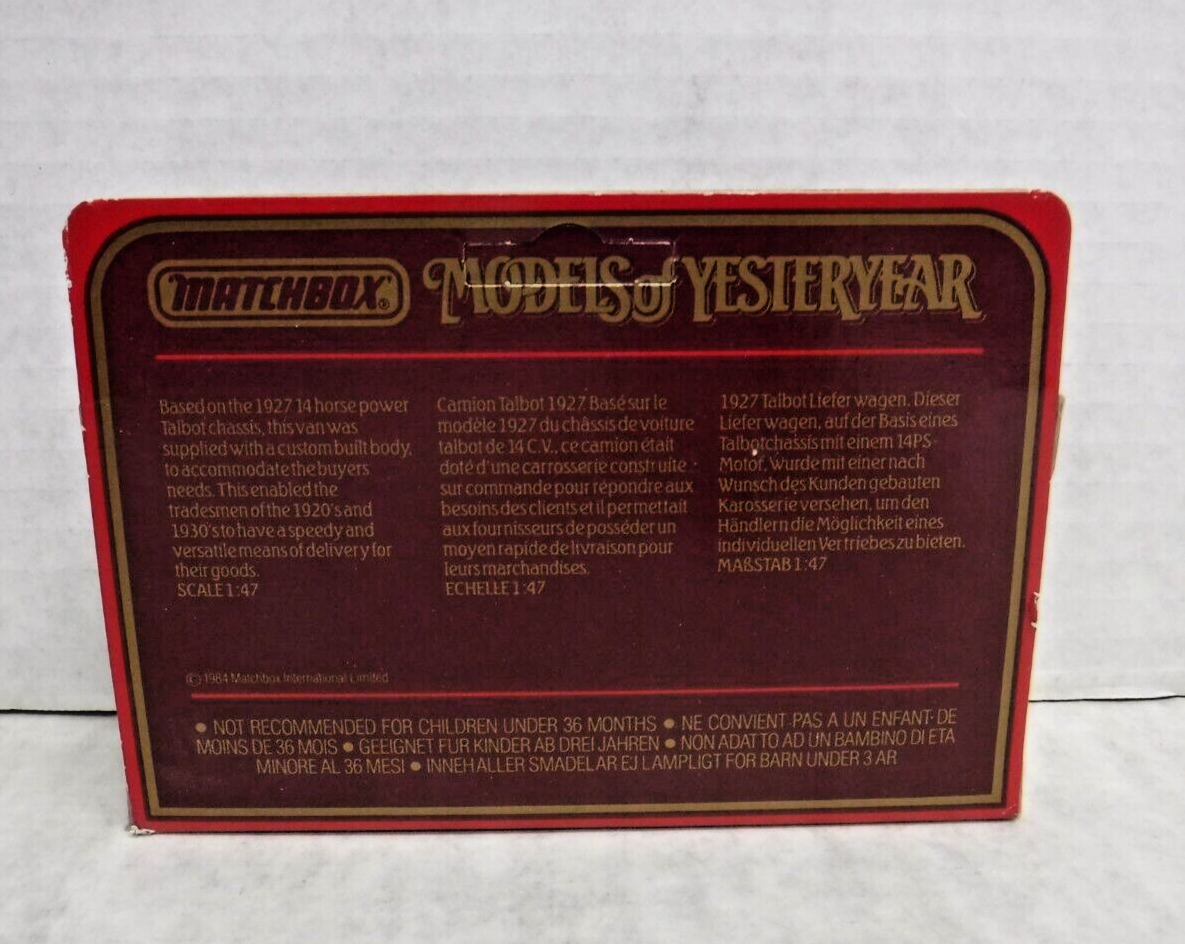 MATCHBOX® MODELS of YESTERYEAR
Based on the 1927 14 horse power
Talbot chassis, this van was
supplied with a custom built body,
to accommodate the buyers
needs. This enabled the
tradesmen of the 1920's and
1930's to have a speedy and
versatile means of delivery for
their goods.
SCALE 1:47
Camion Talbot 1927. Basé sur le
modèle 1927 du châssis de voiture
talbot de 14 C.V., ce camion était
doté d'une carrosserie construite
sur commande pour répondre aux
besoins des clients et il permettait
aux fournisseurs de posséder un
moyen rapide de livraison pour
leurs marchandises.
ECHELLE 1:47
1927 Talbot Liefer wagen. Dieser
Liefer wagen, auf der Basis eines
Talbotchassis mit einem 14PS-
Motor. Wurde mit einer nach
Wunsch des Kunden gebauten
Karosserie versehen, um den
Händlern die Möglichkeit eines
individuellen Vertriebes zu bieten.
MAßSTAB 1:47
© 1984 Matchbox International Limited
• NOT RECOMMENDED FOR CHILDREN UNDER 36 MONTHS • NE CONVIENT PAS A UN ENFANT DE
MOINS DE 36 MOIS • GEEIGNET FUR KINDER AB DREI JAHREN • NON ADATTO AD UN BAMBINO DI ETA
MINORE AL 36 MESI • INNEHALLER SMADELAR EJ LAMPLIGT FOR BARN UNDER 3 AR